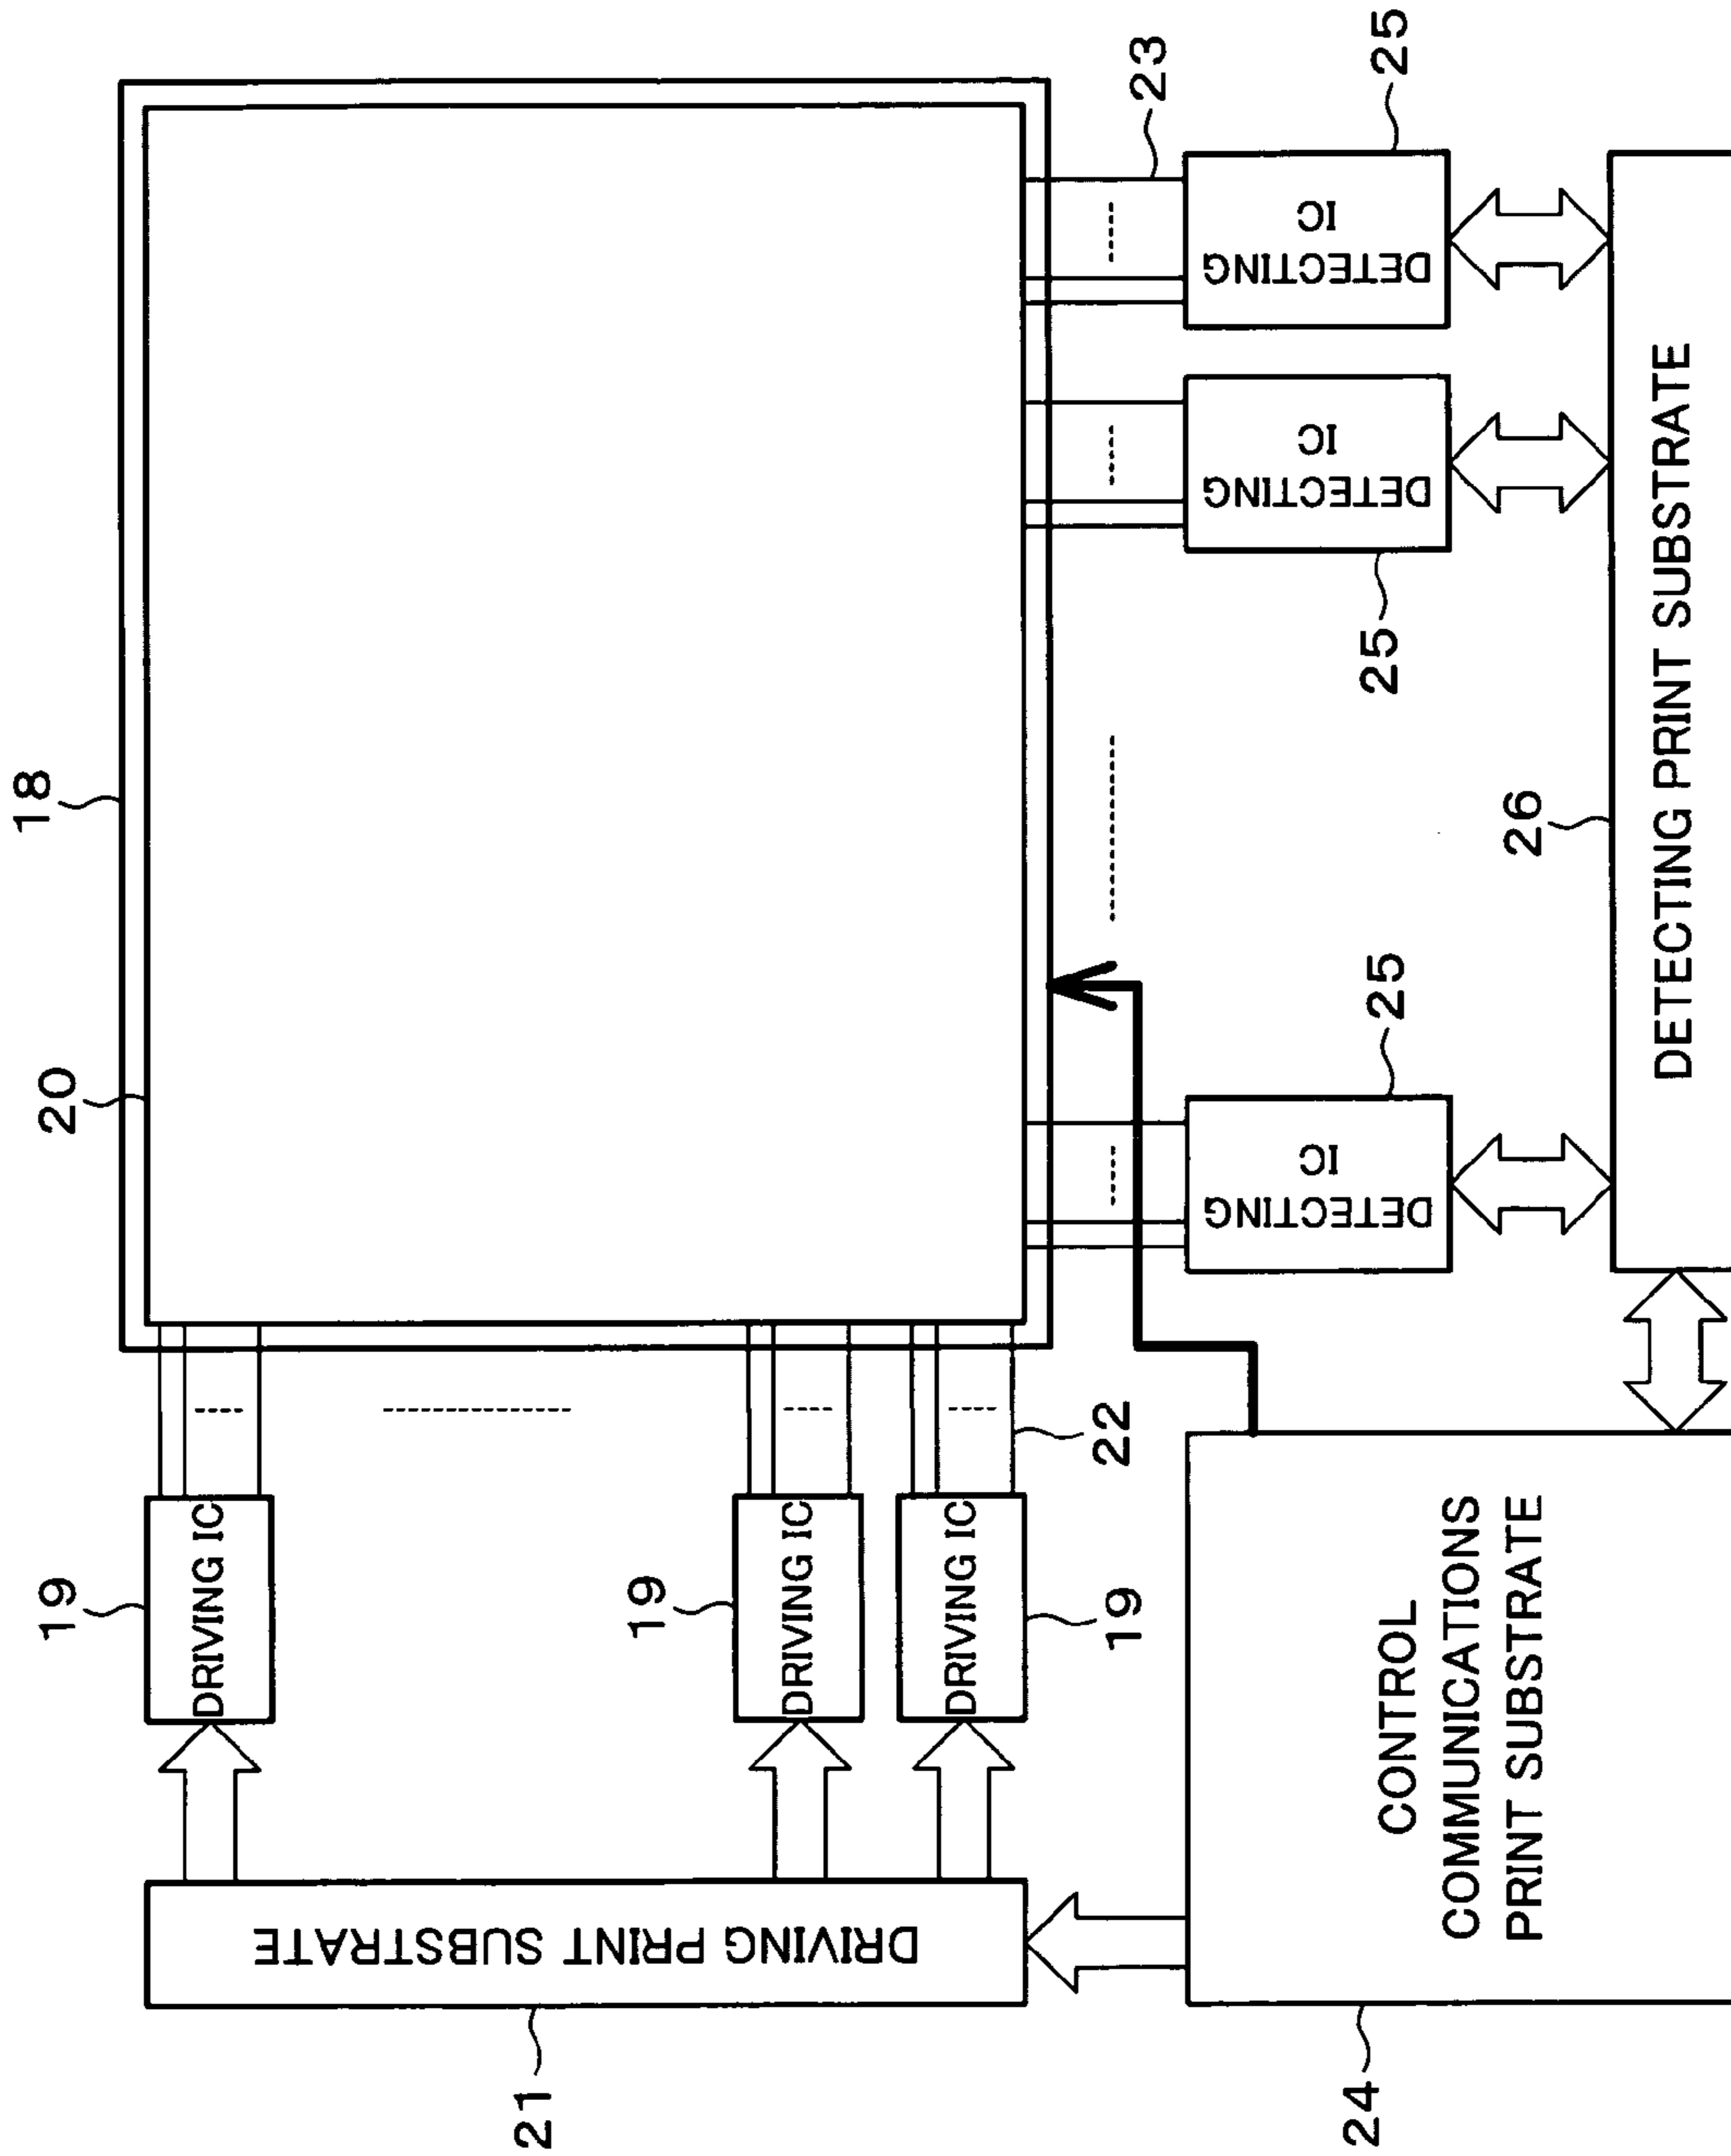 18
20
19
DRIVING IC
21
DRIVING PRINT SUBSTRATE
19
DRIVING IC
DRIVING IC
19
22
23
24
CONTROL
COMMUNICATIONS
PRINT SUBSTRATE
DETECTING
IC
25
DETECTING
IC
25
DETECTING
IC
25
26
DETECTING PRINT SUBSTRATE